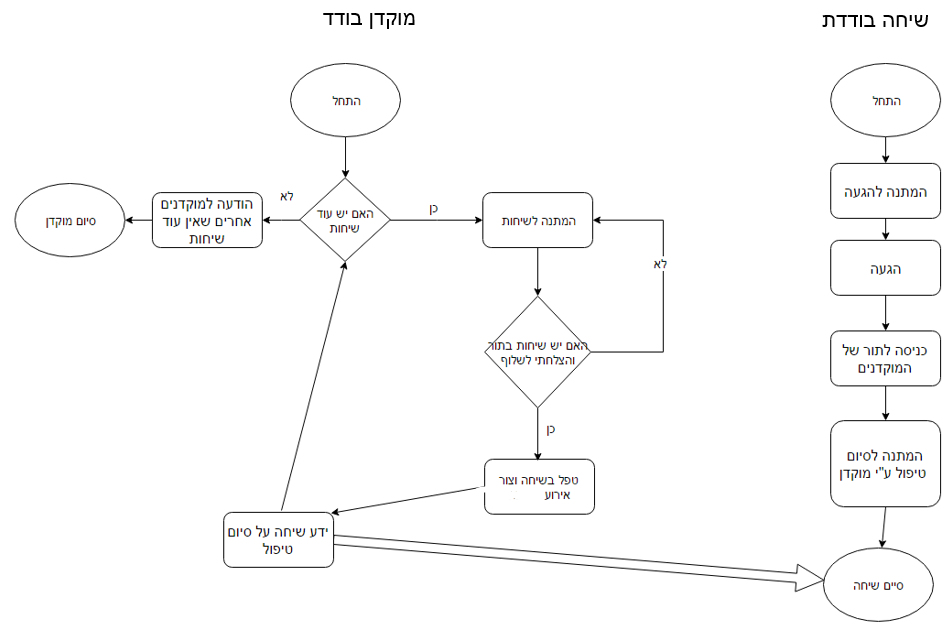 שיחה בודדת
מוקדן בודד
התחל
המתנה להגעה
הגעה
כניסה לתור של
המוקדנים
המתנה לסיום
טיפול ע"י מוקדן
סיים שיחה
התחל
האם יש עוד
שיחות
לא
הודעה למוקדנים
אחרים שאין עוד
שיחות
סיום מוקדן
כן
המתנה לשיחות
האם יש שיחות בתור
והצלחתי לשלוף
לא
כן
טפל בשיחה וצור
אירוע
ידע שיחה על סיום
טיפול